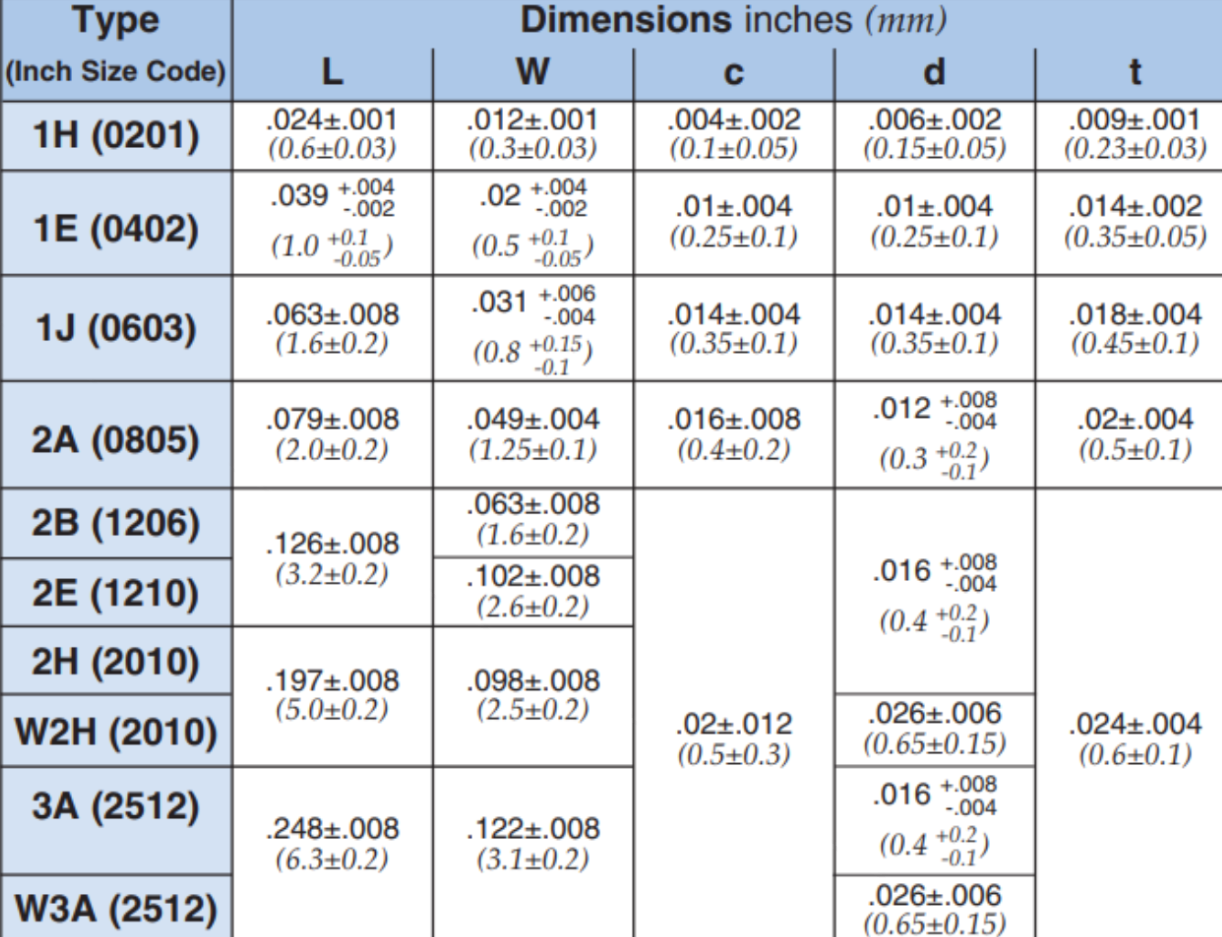 Type
(Inch Size Code)
Dimensions inches (mm)
L W c d t
1H (0201) .024±.001 .012±.001 .004±.002 .006±.002 .009±.001
(0.6±0.03) (0.3±0.03) (0.1±0.05) (0.15±0.05) (0.23±0.03)
1E (0402) .039 +.004 -.002 .02 +.004 -.002 .01±.004 .01±.004 .014±.002
(1.0 +0.1 -0.05) (0.5 +0.1 -0.05) (0.25±0.1) (0.25±0.1) (0.35±0.05)
1J (0603) .063±.008 .031 +.006 -.004 .014±.004 .014±.004 .018±.004
(1.6±0.2) (0.8 +0.15 -0.1) (0.35±0.1) (0.35±0.1) (0.45±0.1)
2A (0805) .079±.008 .049±.004 .016±.008 .012 +.008 -.004 .02±.004
(2.0±0.2) (1.25±0.1) (0.4±0.2) (0.3 +0.2 -0.1) (0.5±0.1)
2B (1206) .126±.008 .063±.008 .02±.012 .016 +.008 -.004 .024±.004
(3.2±0.2) (1.6±0.2) (0.5±0.3) (0.4 +0.2 -0.1) (0.6±0.1)
2E (1210) .102±.008
(2.6±0.2)
2H (2010) .197±.008 .098±.008
(5.0±0.2) (2.5±0.2)
W2H (2010) .026±.006
(0.65±0.15)
3A (2512) .248±.008 .122±.008 .016 +.008 -.004
(6.3±0.2) (3.1±0.2) (0.4 +0.2 -0.1)
W3A (2512) .026±.006
(0.65±0.15)